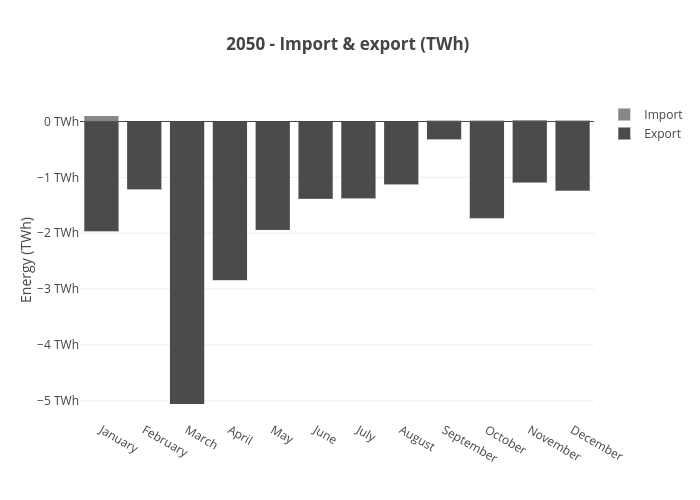 2050 - Import & export (TWh)
Import
Export
0 TWh
−1 TWh
−2 TWh
−3 TWh
−4 TWh
−5 TWh
Energy (TWh)
January
February
March
April
May
June
July
August
September
October
November
December